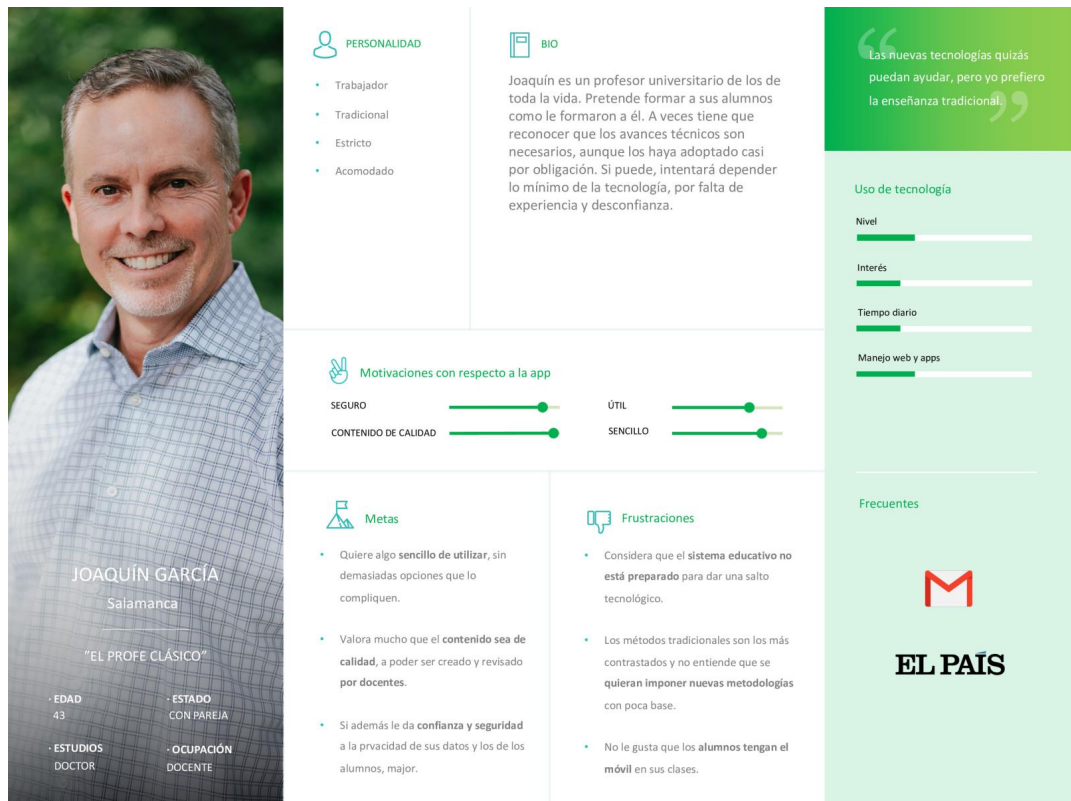 JOAQUÍN GARCÍA
Salamanca
"EL PROFE CLÁSICO"
· EDAD
43
· ESTADO
CON PAREJA
· ESTUDIOS
DOCTOR
· OCUPACIÓN
DOCENTE
PERSONALIDAD
• Trabajador
• Tradicional
• Estricto
• Acomodado
BIO
Joaquín es un profesor universitario de los de
toda la vida. Pretende formar a sus alumnos
como le formaron a él. A veces tiene que
reconocer que los avances técnicos son
necesarios, aunque los haya adoptado casi
por obligación. Si puede, intentará depender
lo mínimo de la tecnología, por falta de
experiencia y desconfianza.
Motivaciones con respecto a la app
SEGURO
CONTENIDO DE CALIDAD
ÚTIL
SENCILLO
Metas
• Quiere algo sencillo de utilizar, sin
demasiadas opciones que lo
compliquen.
• Valora mucho que el contenido sea de
calidad, a poder ser creado y revisado
por docentes.
• Si además le da confianza y seguridad
a la prvacidad de sus datos y los de los
alumnos, major.
Frustraciones
• Considera que el sistema educativo no
está preparado para dar una salto
tecnológico.
• Los métodos tradicionales son los más
contrastados y no entiende que se
quieran imponer nuevas metodologías
con poca base.
• No le gusta que los alumnos tengan el
móvil en sus clases.
“Las nuevas tecnologías quizás
puedan ayudar, pero yo prefiero
la enseñanza tradicional.”
Uso de tecnología
Nivel
Interés
Tiempo diario
Manejo web y apps
Frecuentes
EL PAÍS